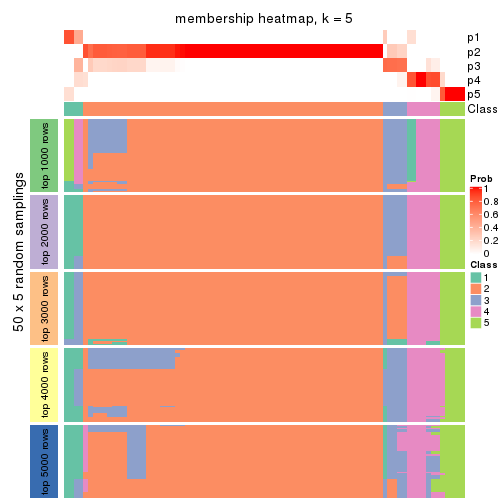 membership heatmap, k = 5
p1
p2
p3
p4
p5
Class
50 x 5 random samplings
top 1000 rows
top 2000 rows
top 3000 rows
top 4000 rows
top 5000 rows
Prob
1
0.8
0.6
0.4
0.2
0
Class
1
2
3
4
5